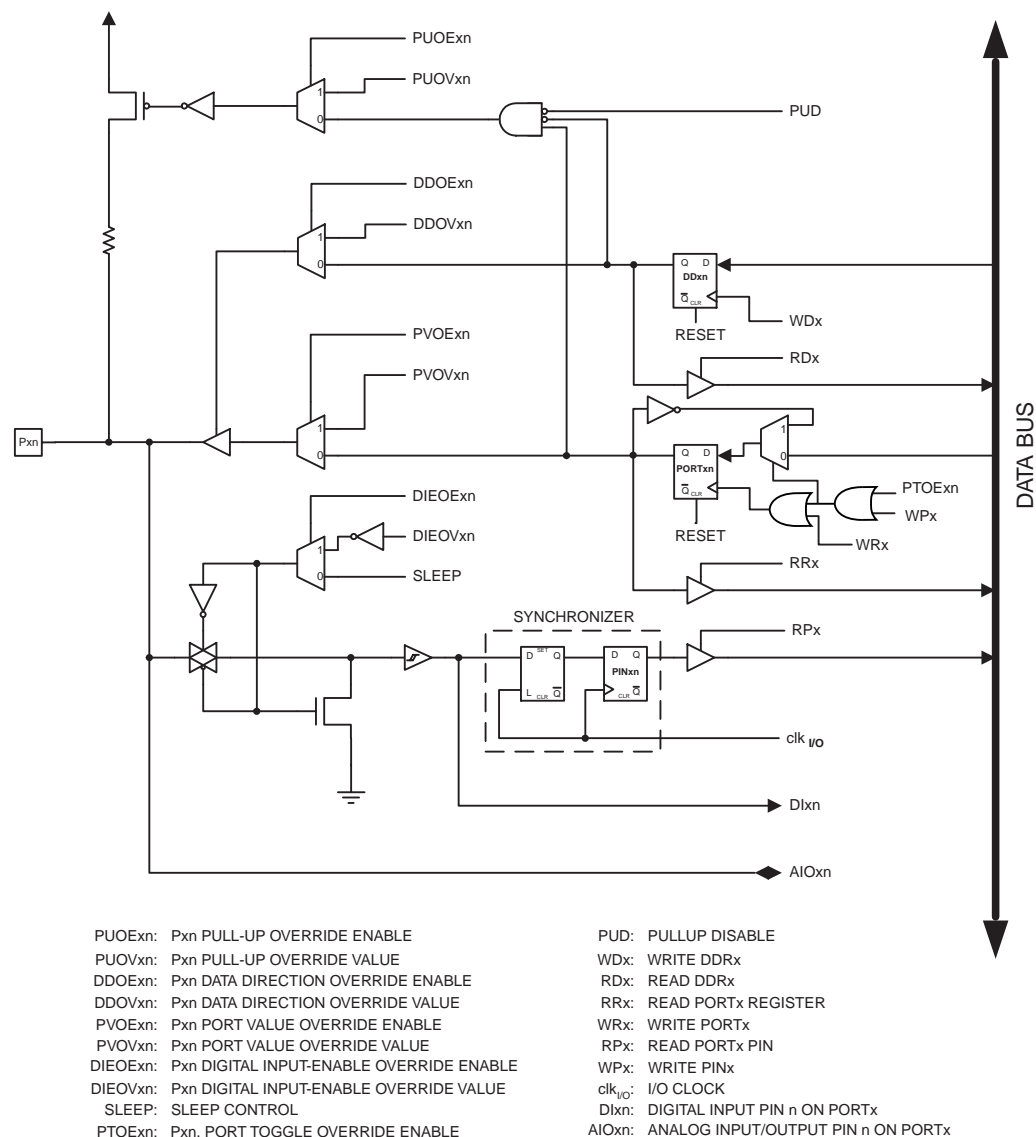 PUOExn
PUOVxn
1
0
PUD
DDOExn
DDOVxn
1
0
Q D
DDxn
Q CLR
WDx
RESET
PVOExn
RDx
PVOVxn
Pxn
1
0
Q D
PORTxn
Q CLR
1
0
PTOExn
WPx
RESET
WRx
DIEOExn
DIEOVxn
1
0
SLEEP
RRx
SYNCHRONIZER
RPx
D SET Q
L CLR Q
D Q
PINxn
CLR Q
clk I/O
DIxn
AIOxn
DATA BUS
PUOExn: Pxn PULL-UP OVERRIDE ENABLE
PUOVxn: Pxn PULL-UP OVERRIDE VALUE
DDOExn: Pxn DATA DIRECTION OVERRIDE ENABLE
DDOVxn: Pxn DATA DIRECTION OVERRIDE VALUE
PVOExn: Pxn PORT VALUE OVERRIDE ENABLE
PVOVxn: Pxn PORT VALUE OVERRIDE VALUE
DIEOExn: Pxn DIGITAL INPUT-ENABLE OVERRIDE ENABLE
DIEOVxn: Pxn DIGITAL INPUT-ENABLE OVERRIDE VALUE
SLEEP: SLEEP CONTROL
PTOExn: Pxn, PORT TOGGLE OVERRIDE ENABLE
PUD: PULLUP DISABLE
WDx: WRITE DDRx
RDx: READ DDRx
RRx: READ PORTx REGISTER
WRx: WRITE PORTx
RPx: READ PORTx PIN
WPx: WRITE PINx
clkI/O: I/O CLOCK
DIxn: DIGITAL INPUT PIN n ON PORTx
AIOxn: ANALOG INPUT/OUTPUT PIN n ON PORTx